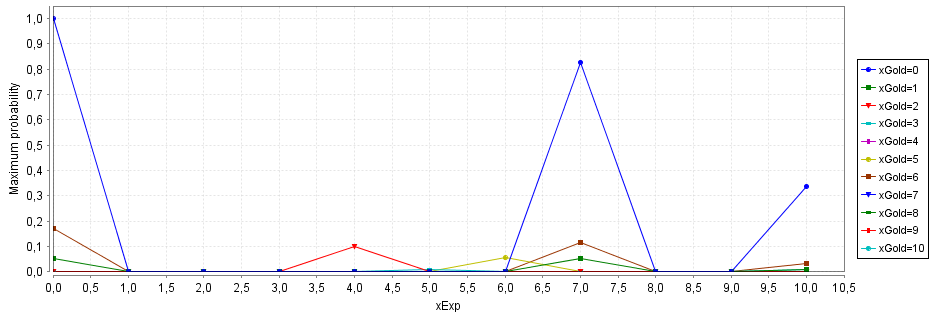 1,0
0,9
0,8
0,7
0,6
0,5
0,4
0,3
0,2
0,1
0,0
Maximum probability
0,0 0,5 1,0 1,5 2,0 2,5 3,0 3,5 4,0 4,5 5,0 5,5 6,0 6,5 7,0 7,5 8,0 8,5 9,0 9,5 10,0 10,5
xExp
xGold=0
xGold=1
xGold=2
xGold=3
xGold=4
xGold=5
xGold=6
xGold=7
xGold=8
xGold=9
xGold=10